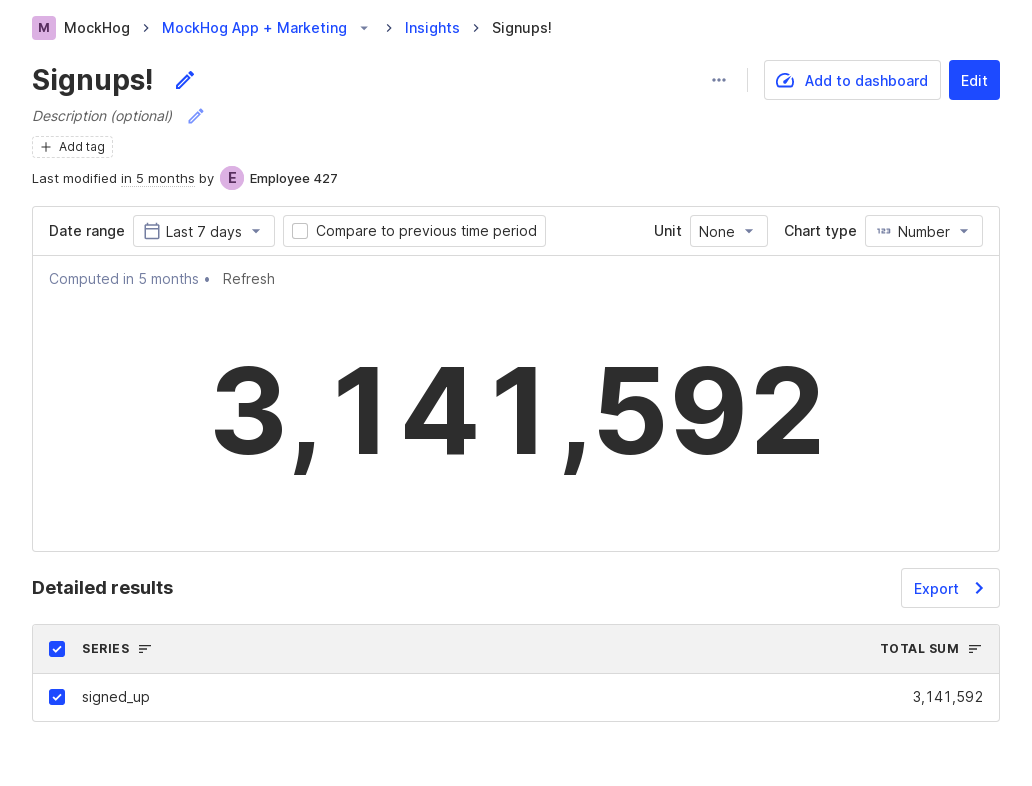 M MockHog MockHog App + Marketing Insights Signups!
Signups!
Add to dashboard Edit
Description (optional)
Add tag
Last modified in 5 months by E Employee 427
Date range Last 7 days Compare to previous time period Unit None Chart type 123 Number
Computed in 5 months • Refresh
3,141,592
Detailed results Export
SERIES TOTAL SUM
signed_up 3,141,592